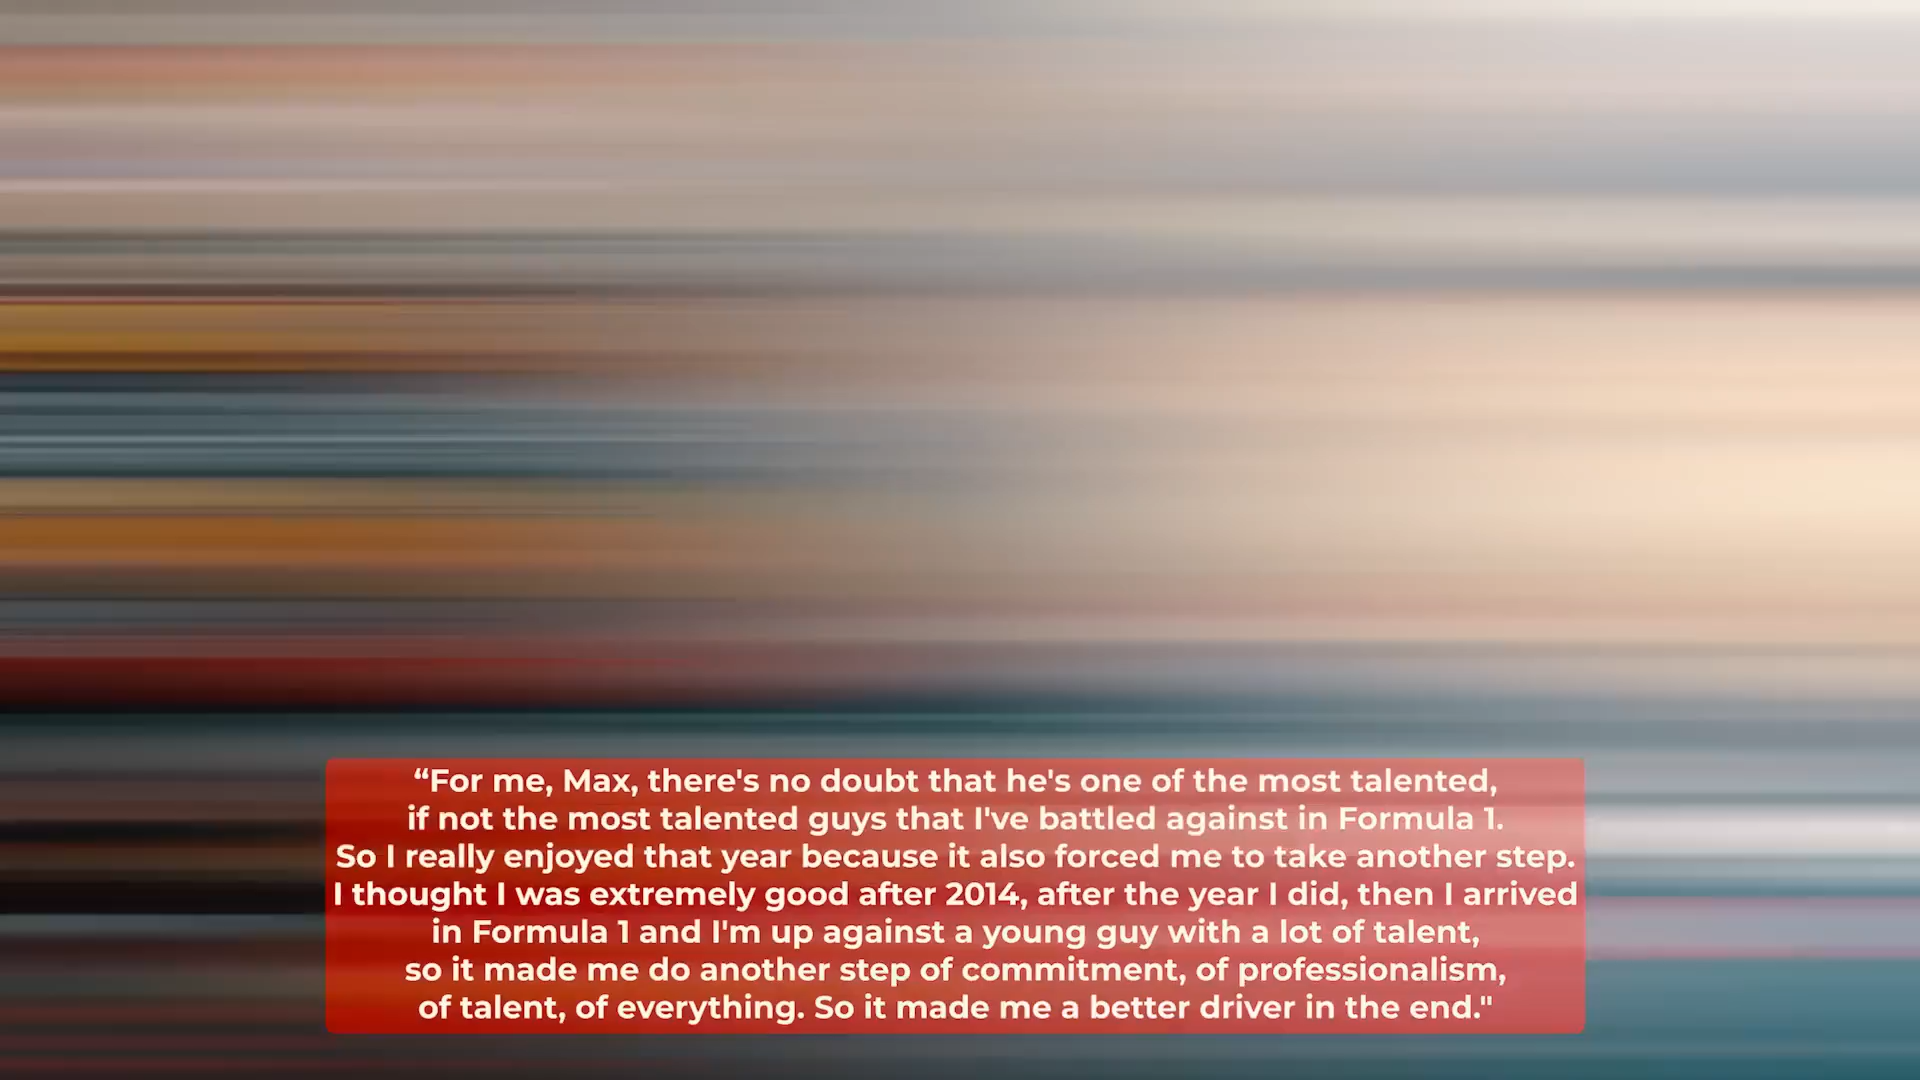 “For me, Max, there's no doubt that he's one of the most talented,
if not the most talented guys that I've battled against in Formula 1.
So I really enjoyed that year because it also forced me to take another step.
I thought I was extremely good after 2014, after the year I did, then I arrived
in Formula 1 and I'm up against a young guy with a lot of talent,
so it made me do another step of commitment, of professionalism,
of talent, of everything. So it made me a better driver in the end."